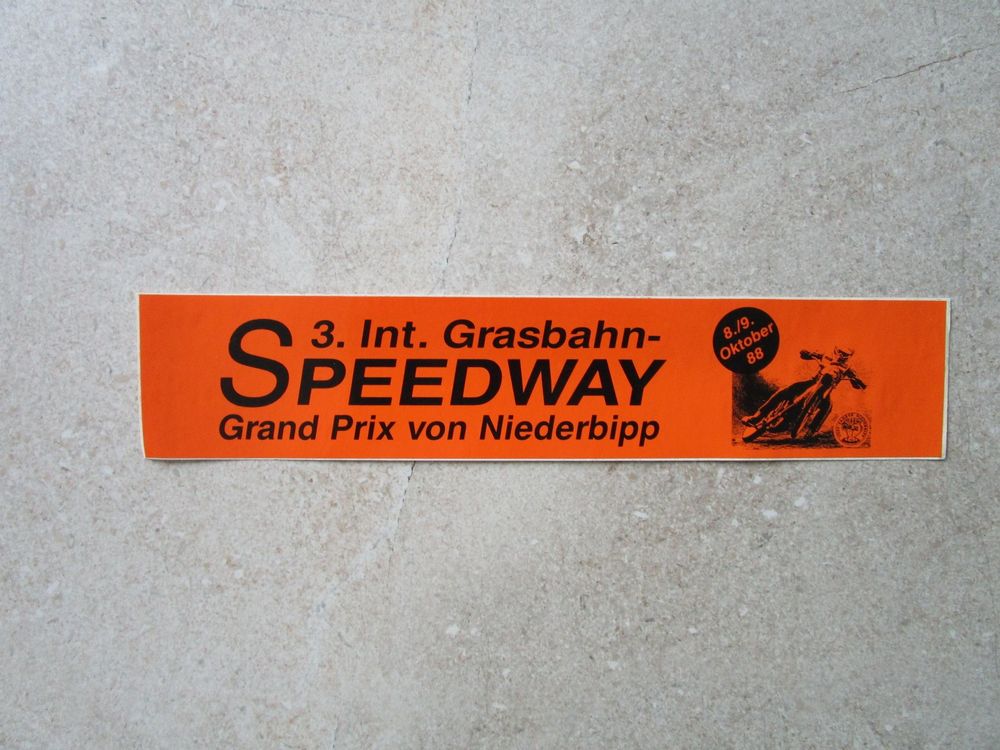 3. Int. Grasbahn-
SPEEDWAY
Grand Prix von Niederbipp
8./9.
Oktober
88